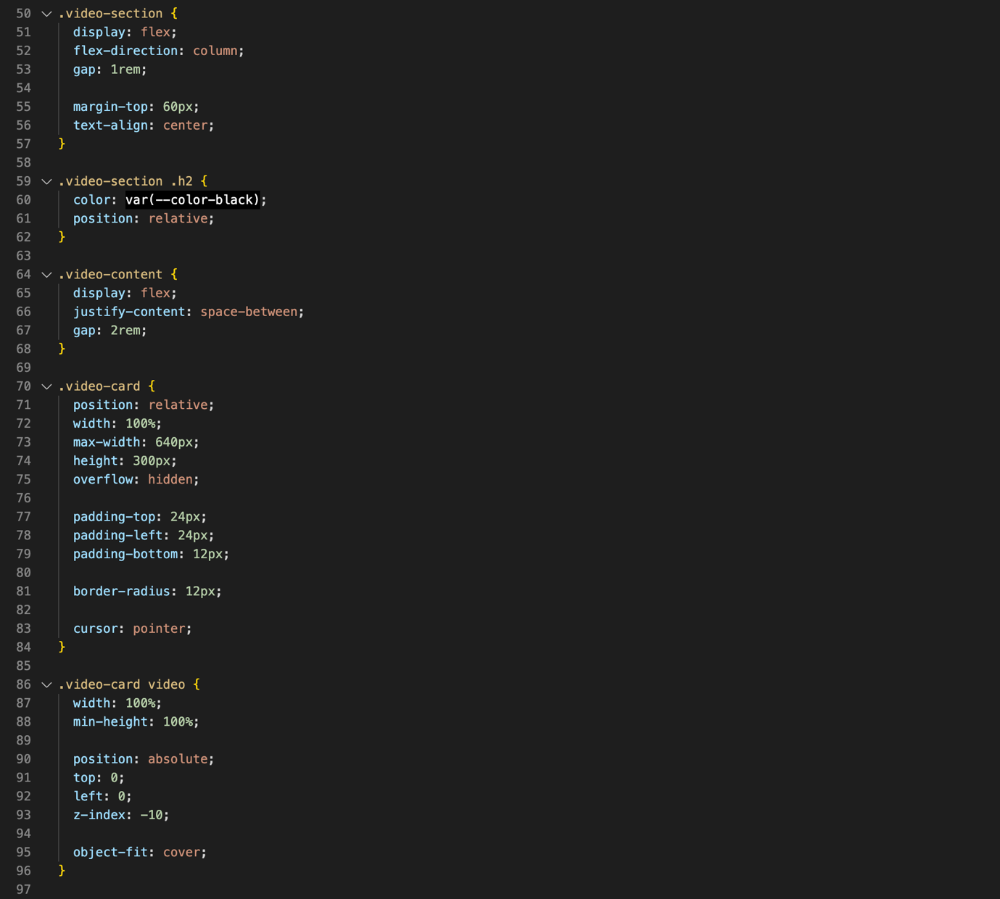 50 .video-section {
51 display: flex;
52 flex-direction: column;
53 gap: 1rem;
54
55 margin-top: 60px;
56 text-align: center;
57 }
58
59 .video-section .h2 {
60 color: var(--color-black);
61 position: relative;
62 }
63
64 .video-content {
65 display: flex;
66 justify-content: space-between;
67 gap: 2rem;
68 }
69
70 .video-card {
71 position: relative;
72 width: 100%;
73 max-width: 640px;
74 height: 300px;
75 overflow: hidden;
76
77 padding-top: 24px;
78 padding-left: 24px;
79 padding-bottom: 12px;
80
81 border-radius: 12px;
82
83 cursor: pointer;
84 }
85
86 .video-card video {
87 width: 100%;
88 min-height: 100%;
89
90 position: absolute;
91 top: 0;
92 left: 0;
93 z-index: -10;
94
95 object-fit: cover;
96 }
97